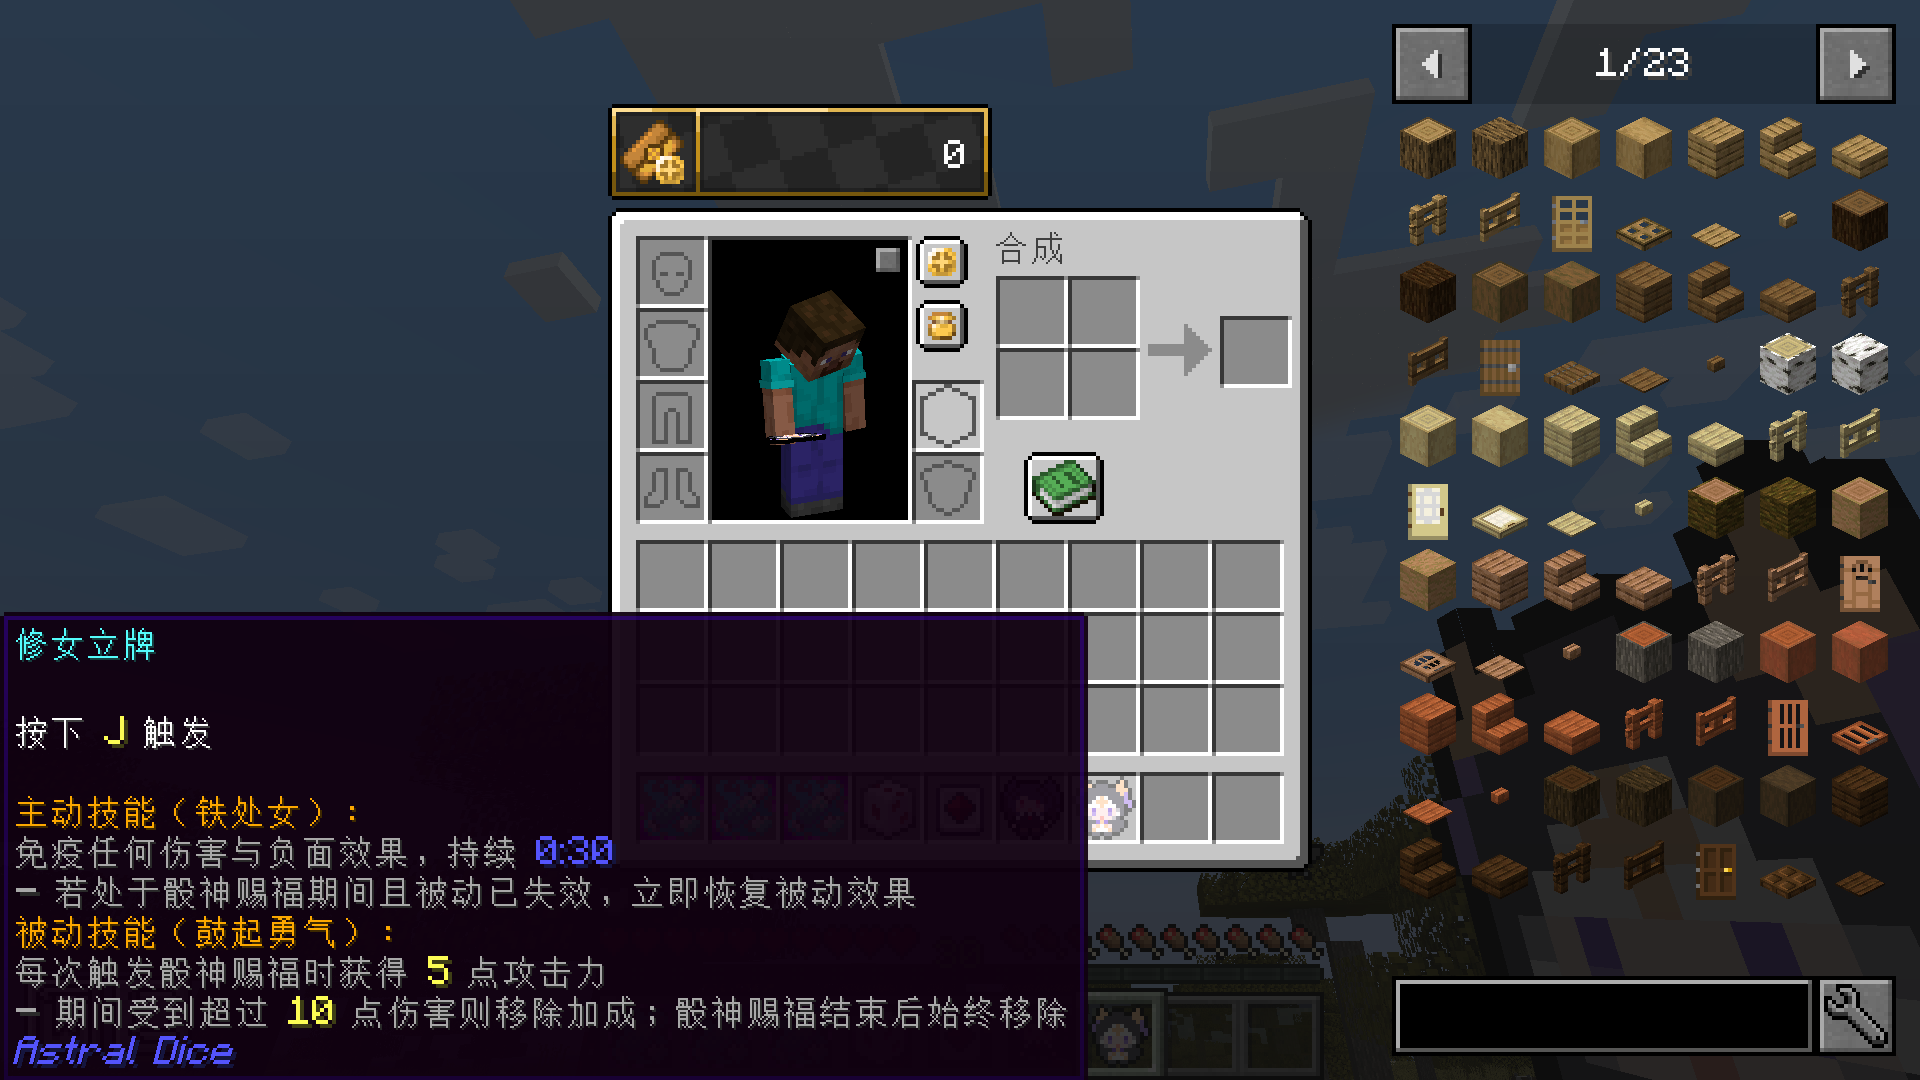 1/23
0
合成
修女立牌
按下 J 触发
主动技能（铁处女）：
免疫任何伤害与负面效果，持续 0:30
- 若处于骰神赐福期间且被动已失效，立即恢复被动效果
被动技能（鼓起勇气）：
每次触发骰神赐福时获得 5 点攻击力
- 期间受到超过 10 点伤害则移除加成；骰神赐福结束后始终移除
Astral Dice